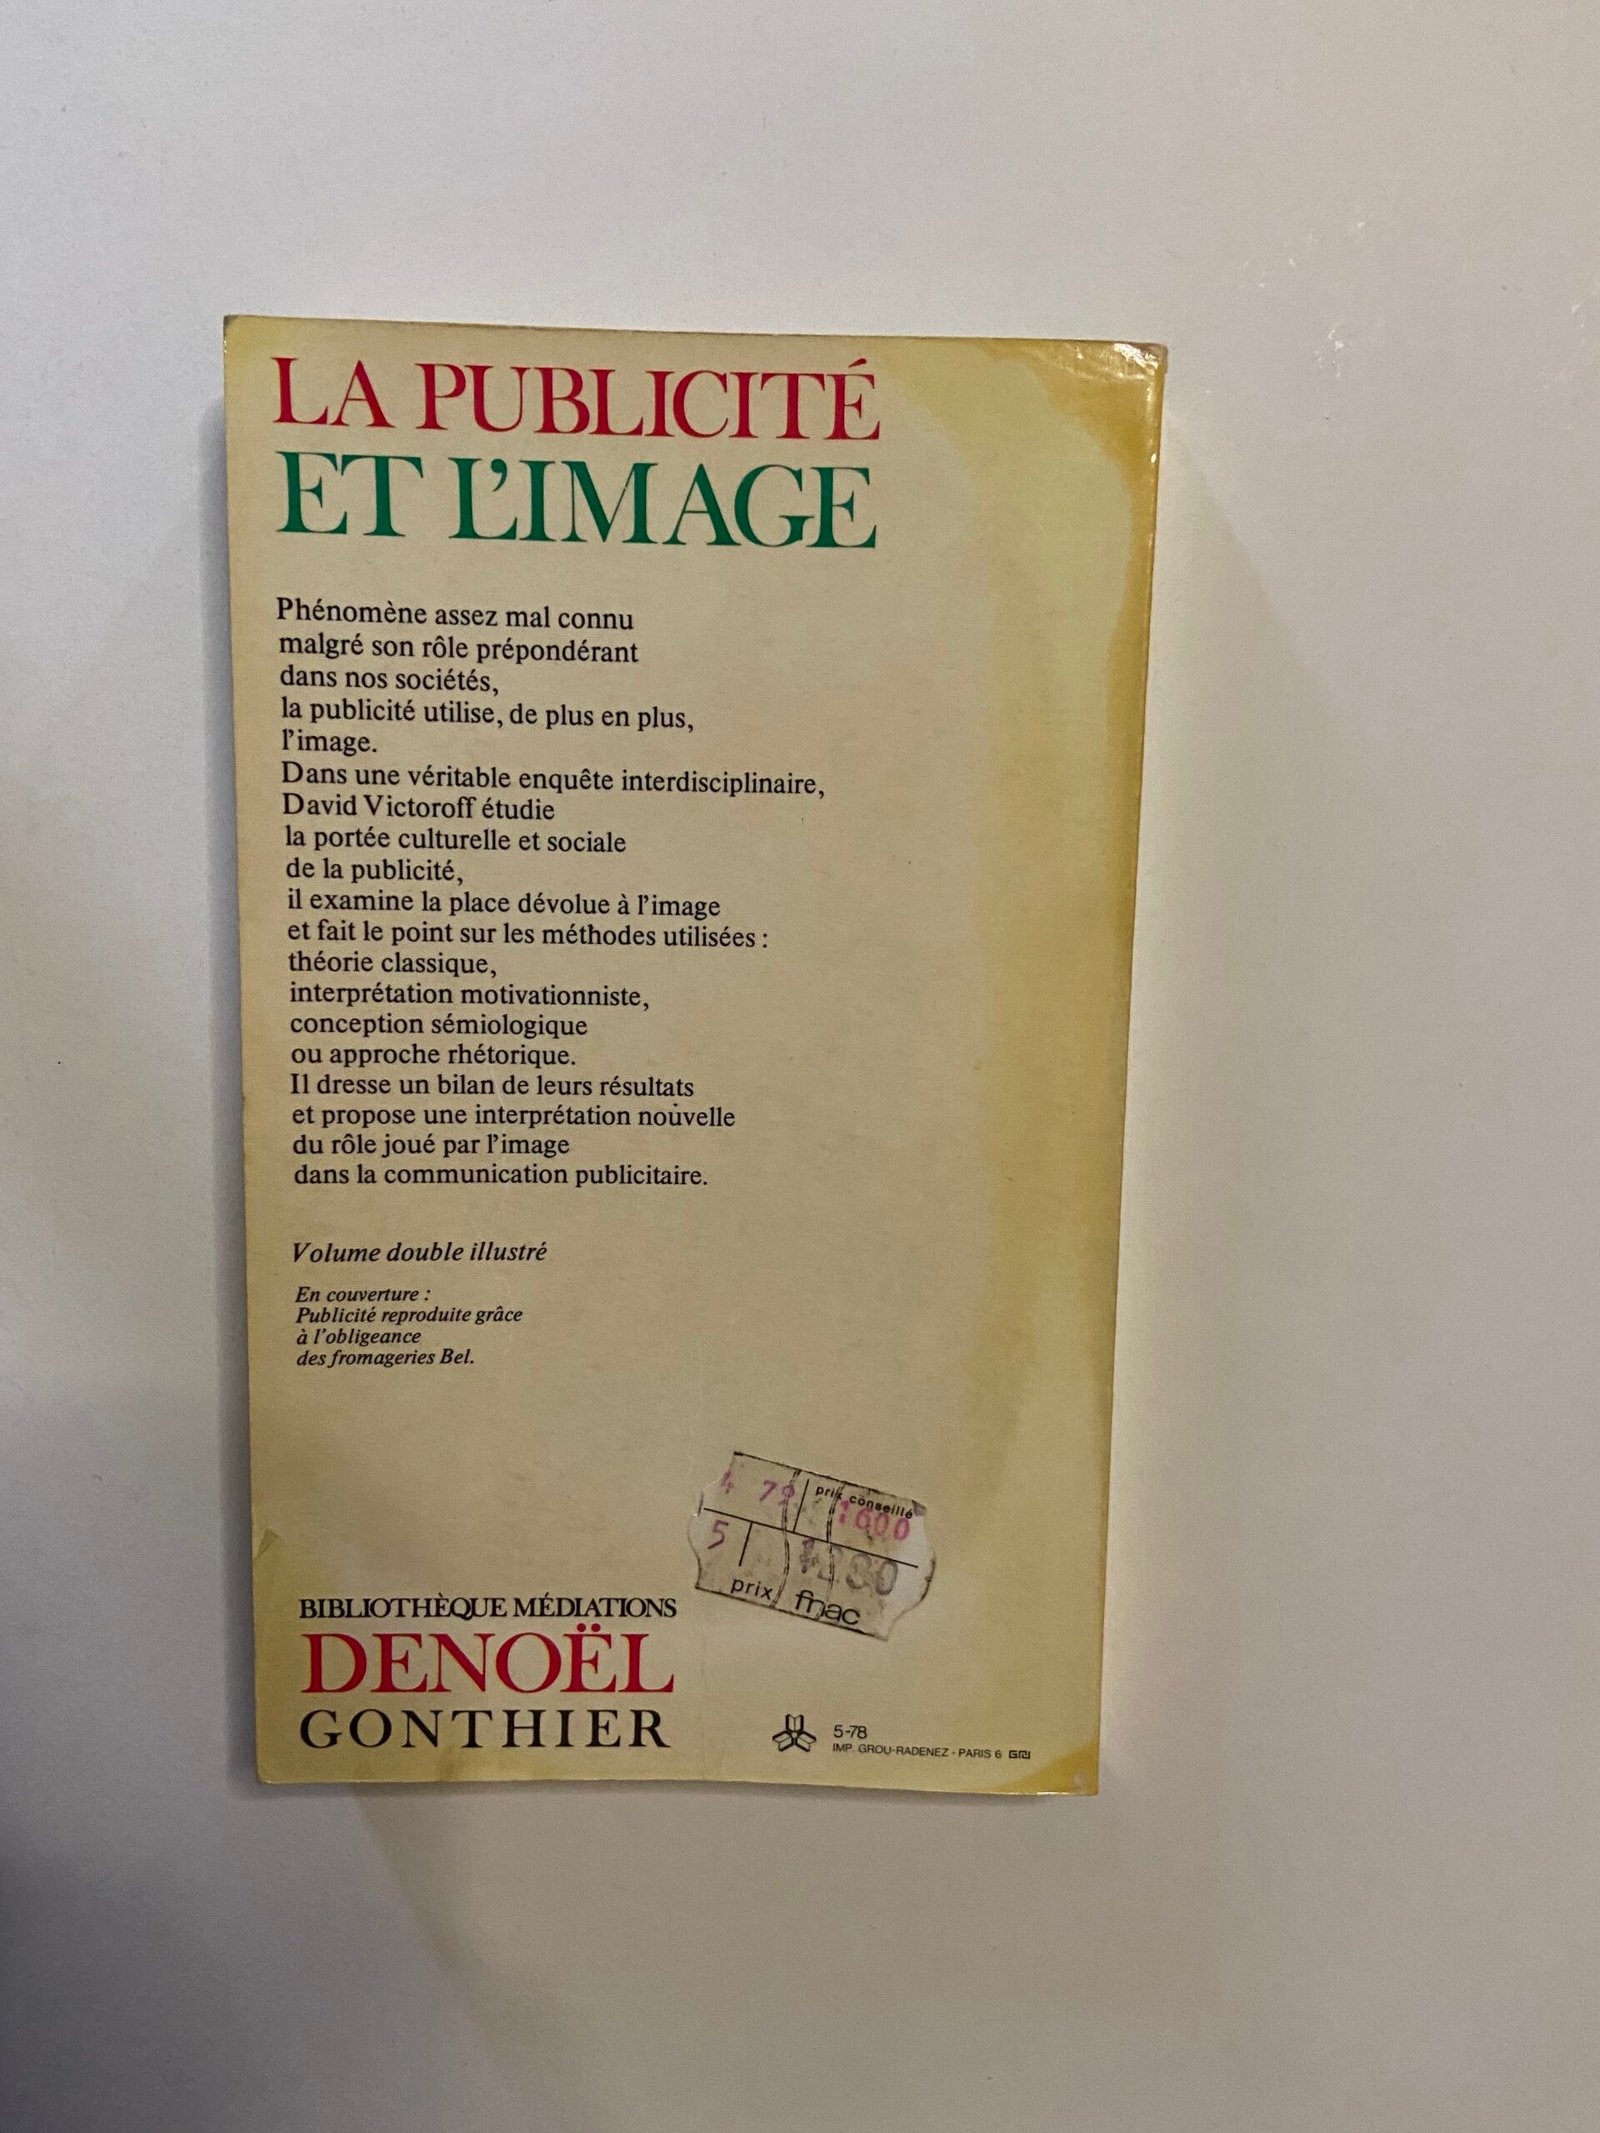 LA PUBLICITÉ
ET L'IMAGE
Phénomène assez mal connu
malgré son rôle prépondérant
dans nos sociétés,
la publicité utilise, de plus en plus,
l'image.
Dans une véritable enquête interdisciplinaire,
David Victoroff étudie
la portée culturelle et sociale
de la publicité,
il examine la place dévolue à l'image
et fait le point sur les méthodes utilisées :
théorie classique,
interprétation motivationniste,
conception sémiologique
ou approche rhétorique.
Il dresse un bilan de leurs résultats
et propose une interprétation nouvelle
du rôle joué par l'image
dans la communication publicitaire.
Volume double illustré
En couverture :
Publicité reproduite grâce
à l'obligeance
des fromageries Bel.
4 79 prix conseillé
1600
5
prix fnac
BIBLIOTHÈQUE MÉDIATIONS
DENOËL
GONTHIER
5-78
IMP. GROU-RADENEZ - PARIS 6